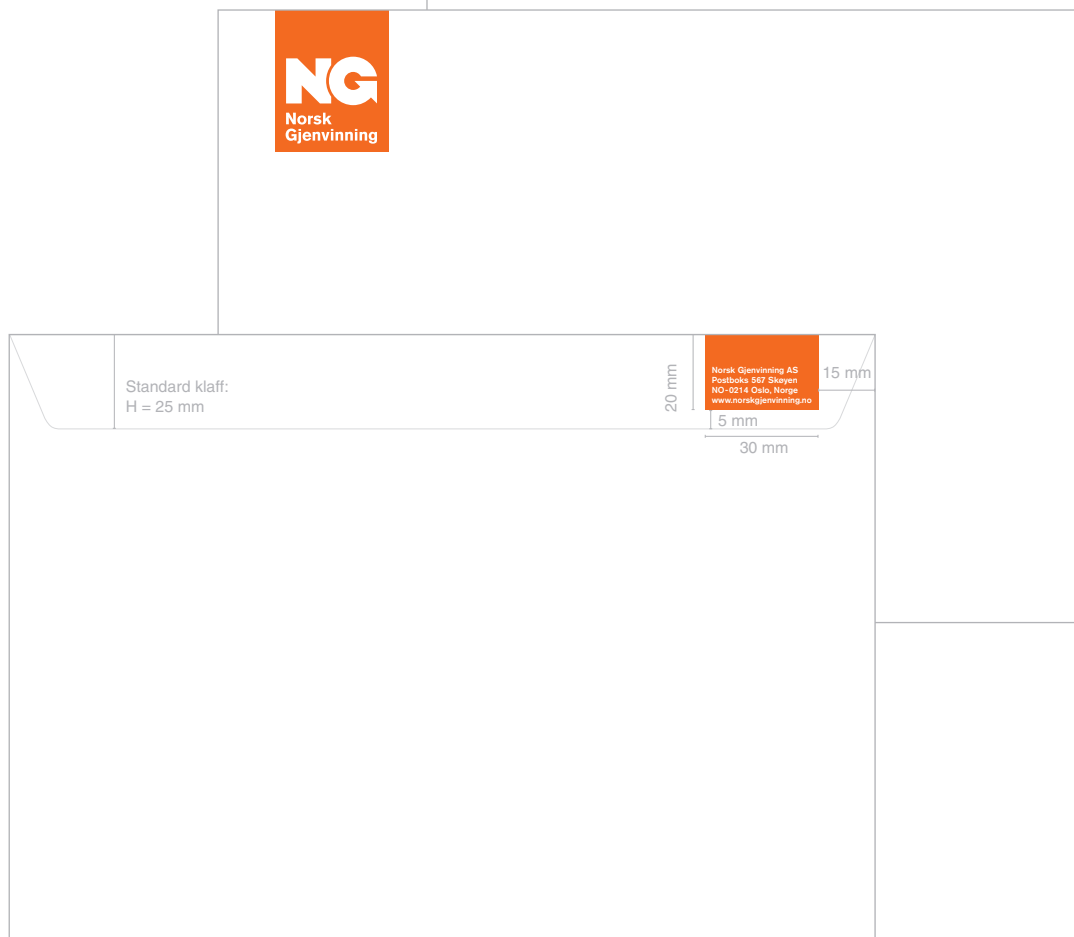 NG
Norsk
Gjenvinning
Standard klaff:
H = 25 mm
20 mm
Norsk Gjenvinning AS
Postboks 567 Skøyen
NO-0214 Oslo, Norge
www.norskgjenvinning.no
15 mm
5 mm
30 mm